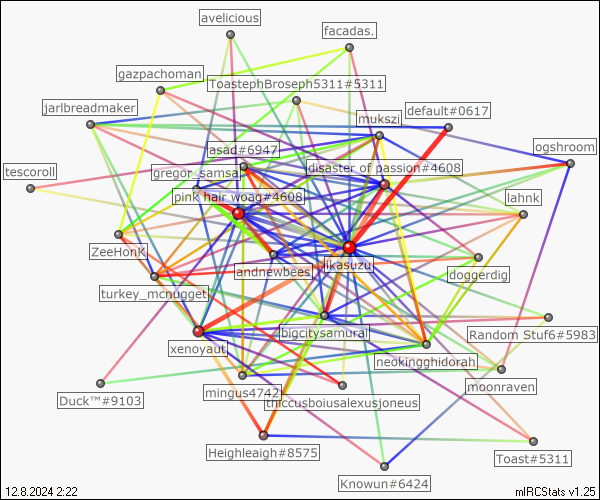 avelicious
facadas.
gazpachoman
ToastephBroseph5311#5311
jarlbreadmaker
default#0617
mukszi
ogshroom
asad#6947
gregor_samsa
disaster of passion#4608
tescoroll
pink hair woag#4608
lahnk
ZeeHonK
likasuzu
andnewbees
doggerdig
turkey_mcnugget
bigcitysamurai
Random Stuf6#5983
xenoyaut
neokingghidorah
mingus4742
moonraven
Duck™#9103
thiccusboiusalexusjoneus
Heighleaigh#8575
Toast#5311
Knowun#6424
12.8.2024 2:22
mIRCStats v1.25